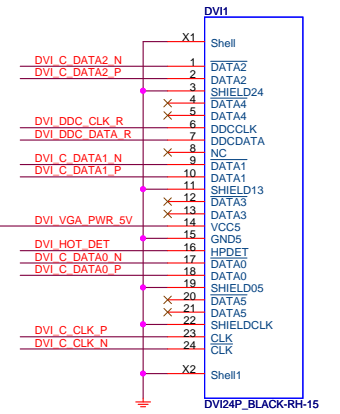 DVI1
X1 Shell
DVI_C_DATA2_N 1 DATA2
DVI_C_DATA2_P 2 DATA2
3 SHIELD24
4 DATA4
5 DATA4
DVI_DDC_CLK_R 6 DDCCLK
DVI_DDC_DATA_R 7 DDCDATA
8 NC
DVI_C_DATA1_N 9 DATA1
DVI_C_DATA1_P 10 DATA1
11 SHIELD13
12 DATA3
13 DATA3
DVI_VGA_PWR_5V 14 VCC5
15 GND5
DVI_HOT_DET 16 HPDET
DVI_C_DATA0_N 17 DATA0
DVI_C_DATA0_P 18 DATA0
19 SHIELD05
20 DATA5
21 DATA5
22 SHIELDCLK
DVI_C_CLK_P 23 CLK
DVI_C_CLK_N 24 CLK
X2 Shell1
DVI24P_BLACK-RH-15